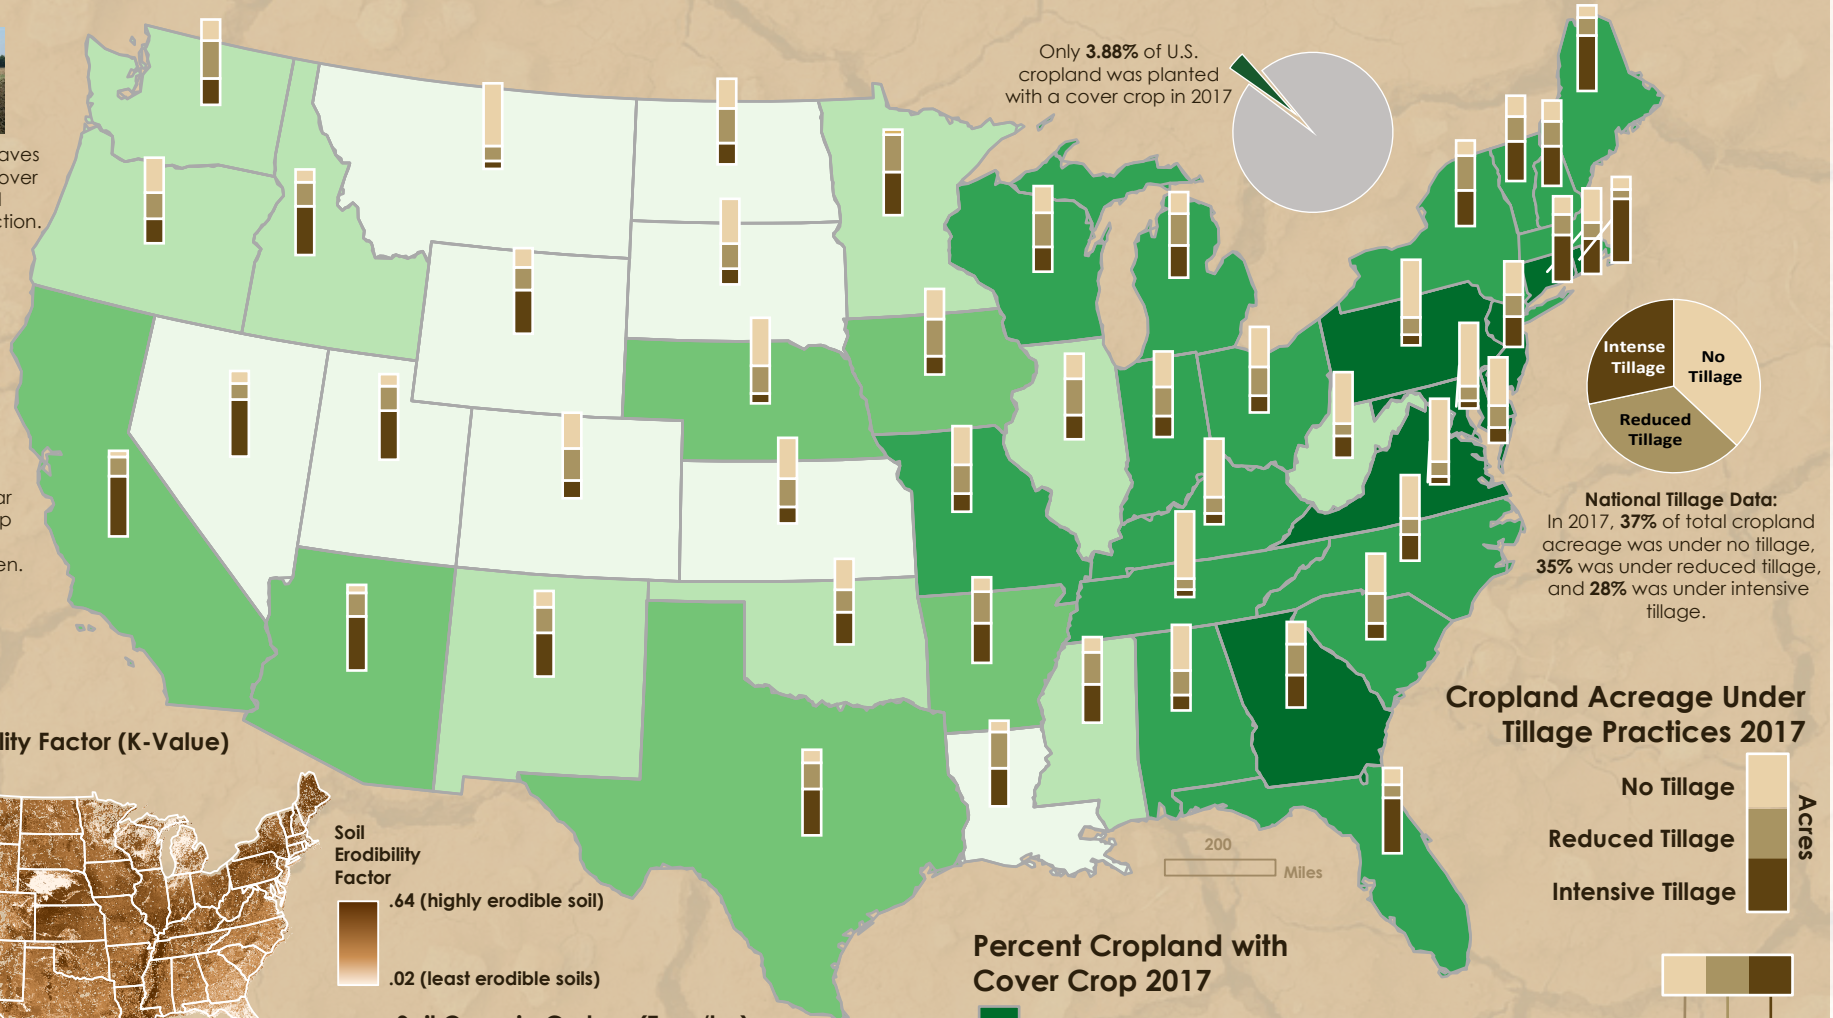 Only 3.88% of U.S.
cropland was planted
with a cover crop in 2017
ction.
en.
Intense
Tillage
No
Tillage
Reduced
Tillage
National Tillage Data:
In 2017, 37% of total cropland
acreage was under no tillage,
35% was under reduced tillage,
and 28% was under intensive
tillage.
Cropland Acreage Under
Tillage Practices 2017
No Tillage
Reduced Tillage
Intensive Tillage
Acres
200
Miles
lity Factor (K-Value)
Soil
Erodibility
Factor
.64 (highly erodible soil)
.02 (least erodible soils)
Percent Cropland with
Cover Crop 2017